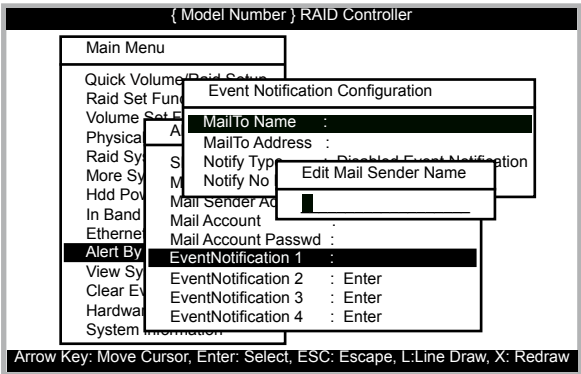 { Model Number } RAID Controller
Main Menu
Quick Volume/Raid Setup
Raid Set Func
Volume Set F
Physical
Raid Sy
More Sy
Hdd Po
In Band
Etherne
Alert By
View Sy
Clear Ev
Hardwa
System Information
A
S
M
Mail Sender Ad
Mail Account :
Mail Account Passwd :
EventNotification 1 :
EventNotification 2 : Enter
EventNotification 3 : Enter
EventNotification 4 : Enter
Event Notification Configuration
MailTo Name :
MailTo Address :
Notify Type : Disabled Event Notification
Notify No
Edit Mail Sender Name
Arrow Key: Move Cursor, Enter: Select, ESC: Escape, L:Line Draw, X: Redraw